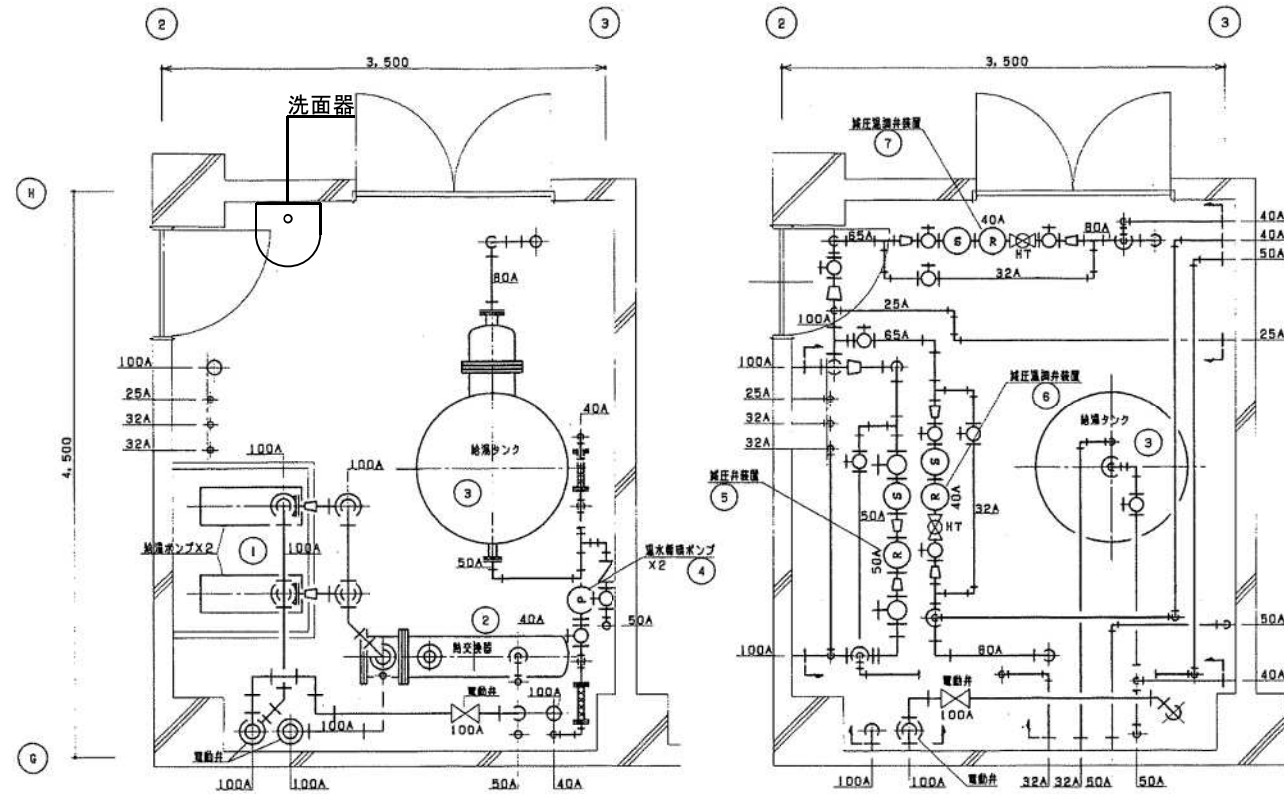 2
3
3,500
洗面器
H
80A
100A
25A
32A
32A
100A
100A
40A
給湯タンク
3
4,500
給湯ポンプX2
1
100A
50A
温水循環ポンプ
X2
4
2
40A
50A
熱交換器
電動弁
100A
100A
100A
電動弁
G
100A
100A
50A
40A
2
3
3,500
減圧温調弁装置
7
40A
65A
S
R
HT
80A
40A
40A
50A
32A
25A
100A
65A
25A
100A
25A
32A
32A
減圧温調弁装置
6
給湯タンク
3
減圧弁装置
5
S
S
R
50A
40A
32A
HT
R
50A
P
50A
100A
80A
40A
電動弁
100A
100A
100A
電動弁
32A
32A
50A
50A